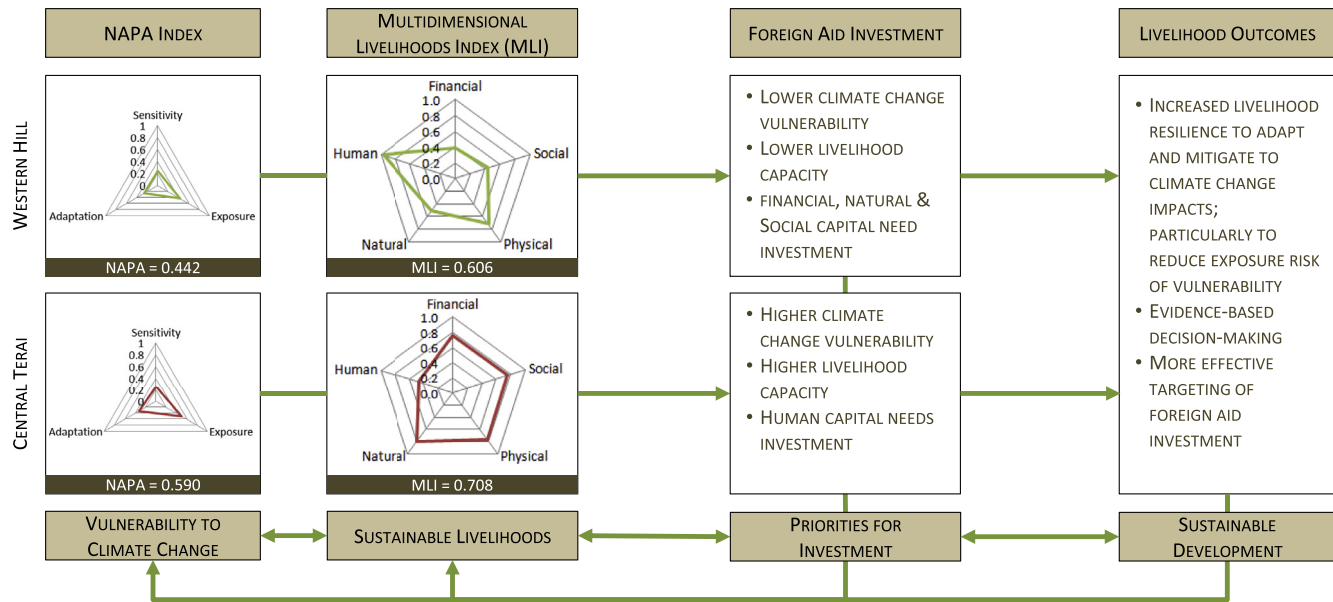 NAPA INDEX
MULTIDIMENSIONAL
LIVELIHOODS INDEX (MLI)
FOREIGN AID INVESTMENT
LIVELIHOOD OUTCOMES
WESTERN HILL
Sensitivity
1
0.8
0.6
0.4
0.2
0
Adaptation
Exposure
NAPA = 0.442
Financial
1.0
0.8
0.6
0.4
0.2
0.0
Human
Social
Natural
Physical
MLI = 0.606
• LOWER CLIMATE CHANGE
VULNERABILITY
• LOWER LIVELIHOOD
CAPACITY
• FINANCIAL, NATURAL &
SOCIAL CAPITAL NEED
INVESTMENT
CENTRAL TERAI
Sensitivity
1
0.8
0.6
0.4
0.2
0
Adaptation
Exposure
NAPA = 0.590
Financial
1.0
0.8
0.6
0.4
0.2
0.0
Human
Social
Natural
Physical
MLI = 0.708
• HIGHER CLIMATE
CHANGE VULNERABILITY
• HIGHER LIVELIHOOD
CAPACITY
• HUMAN CAPITAL NEEDS
INVESTMENT
• INCREASED LIVELIHOOD
RESILIENCE TO ADAPT
AND MITIGATE TO
CLIMATE CHANGE
IMPACTS;
PARTICULARLY TO
REDUCE EXPOSURE RISK
OF VULNERABILITY
• EVIDENCE-BASED
DECISION-MAKING
• MORE EFFECTIVE
TARGETING OF
FOREIGN AID
INVESTMENT
VULNERABILITY TO
CLIMATE CHANGE
SUSTAINABLE LIVELIHOODS
PRIORITIES FOR
INVESTMENT
SUSTAINABLE
DEVELOPMENT